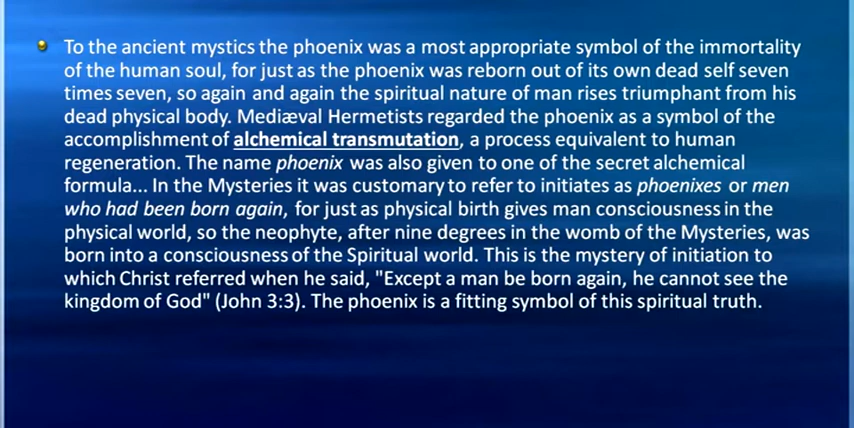 To the ancient mystics the phoenix was a most appropriate symbol of the immortality
of the human soul, for just as the phoenix was reborn out of its own dead self seven
times seven, so again and again the spiritual nature of man rises triumphant from his
dead physical body. Mediæval Hermetists regarded the phoenix as a symbol of the
accomplishment of alchemical transmutation, a process equivalent to human
regeneration. The name phoenix was also given to one of the secret alchemical
formula... In the Mysteries it was customary to refer to initiates as phoenixes or men
who had been born again, for just as physical birth gives man consciousness in the
physical world, so the neophyte, after nine degrees in the womb of the Mysteries, was
born into a consciousness of the Spiritual world. This is the mystery of initiation to
which Christ referred when he said, "Except a man be born again, he cannot see the
kingdom of God" (John 3:3). The phoenix is a fitting symbol of this spiritual truth.